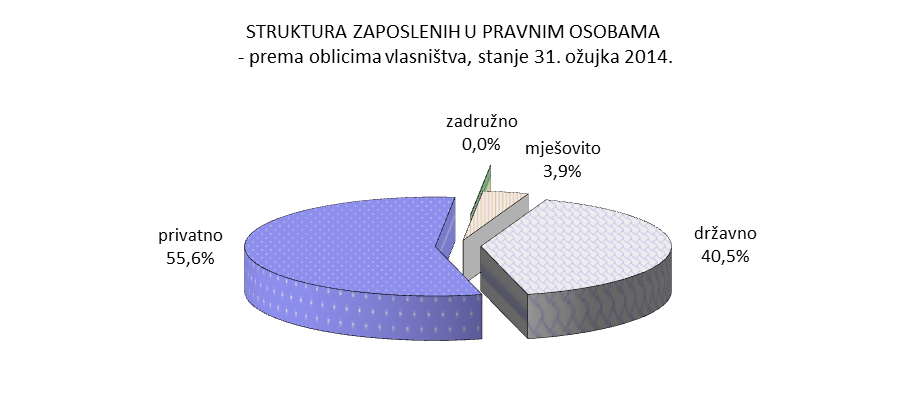 STRUKTURA ZAPOSLENIH U PRAVNIM OSOBAMA
- prema oblicima vlasništva, stanje 31. ožujka 2014.
zadružno
0,0%
mješovito
3,9%
privatno
55,6%
državno
40,5%